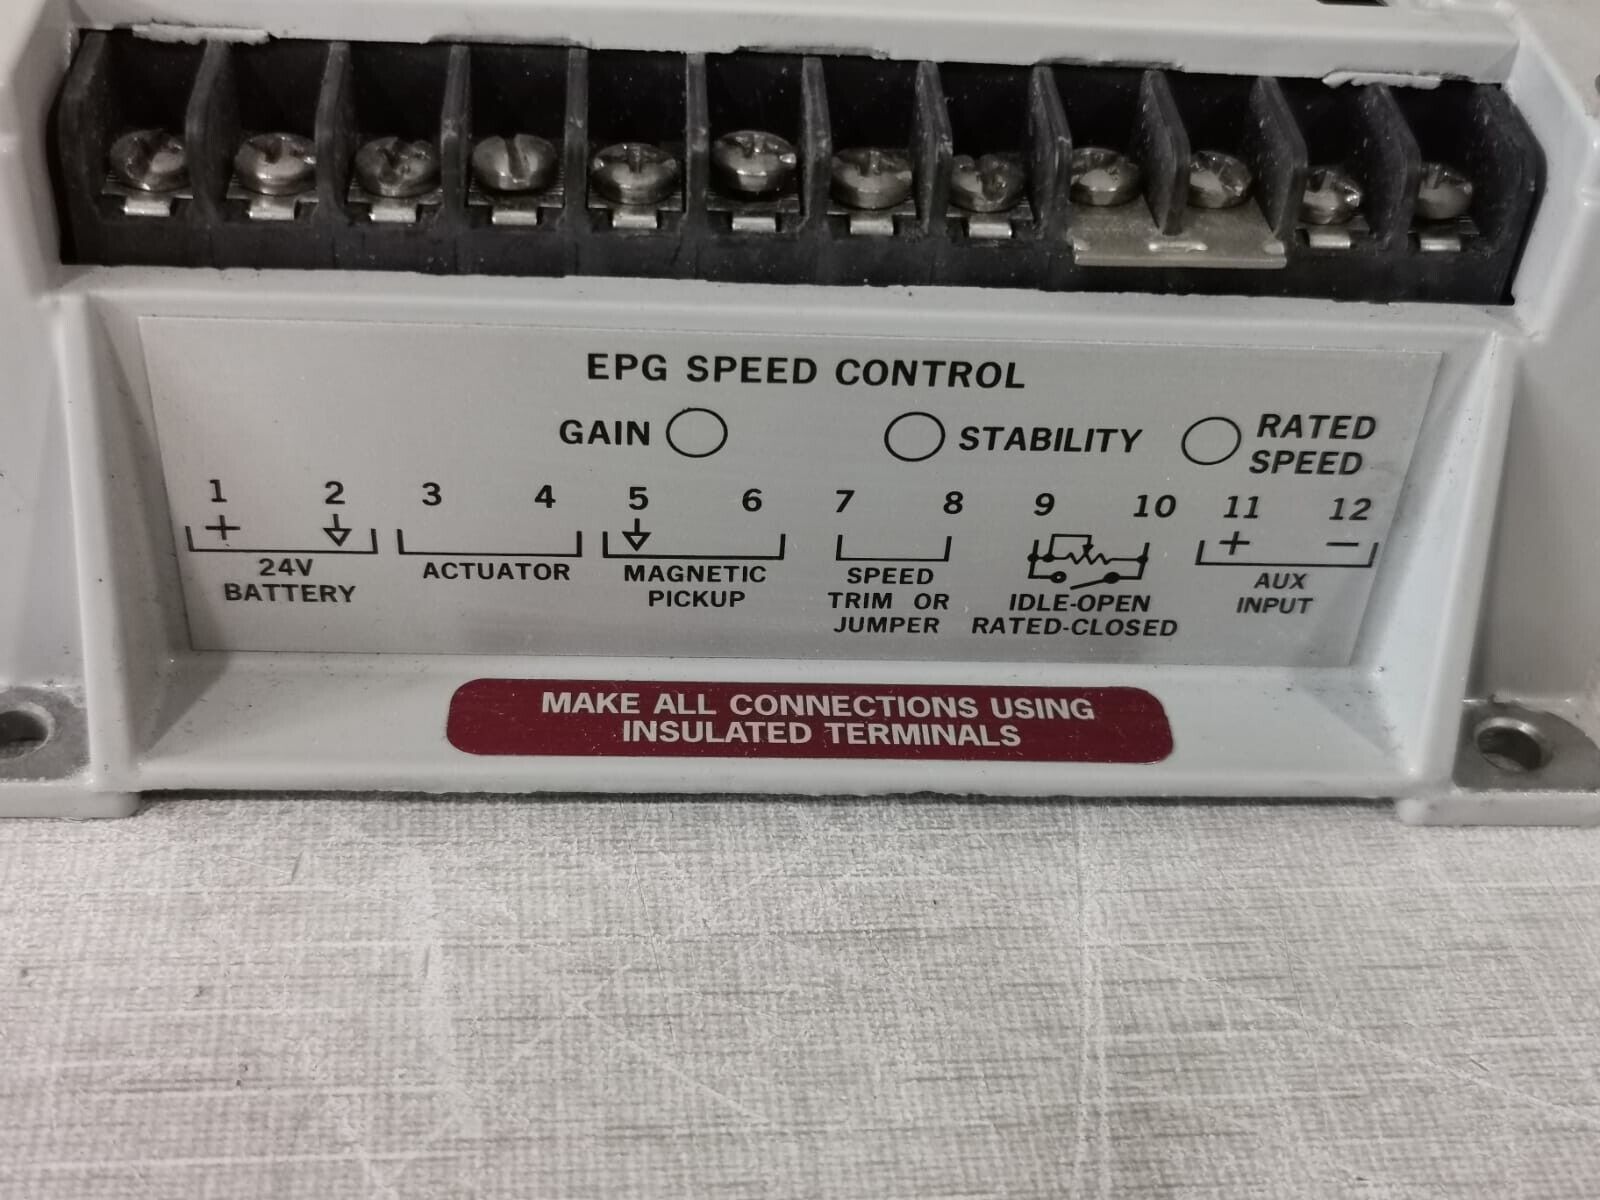 EPG SPEED CONTROL
GAIN STABILITY RATED SPEED
1 2 3 4 5 6 7 8 9 10 11 12
+ + −
24V
BATTERY
ACTUATOR
MAGNETIC
PICKUP
SPEED
TRIM OR
JUMPER
IDLE-OPEN
RATED-CLOSED
AUX
INPUT
MAKE ALL CONNECTIONS USING
INSULATED TERMINALS